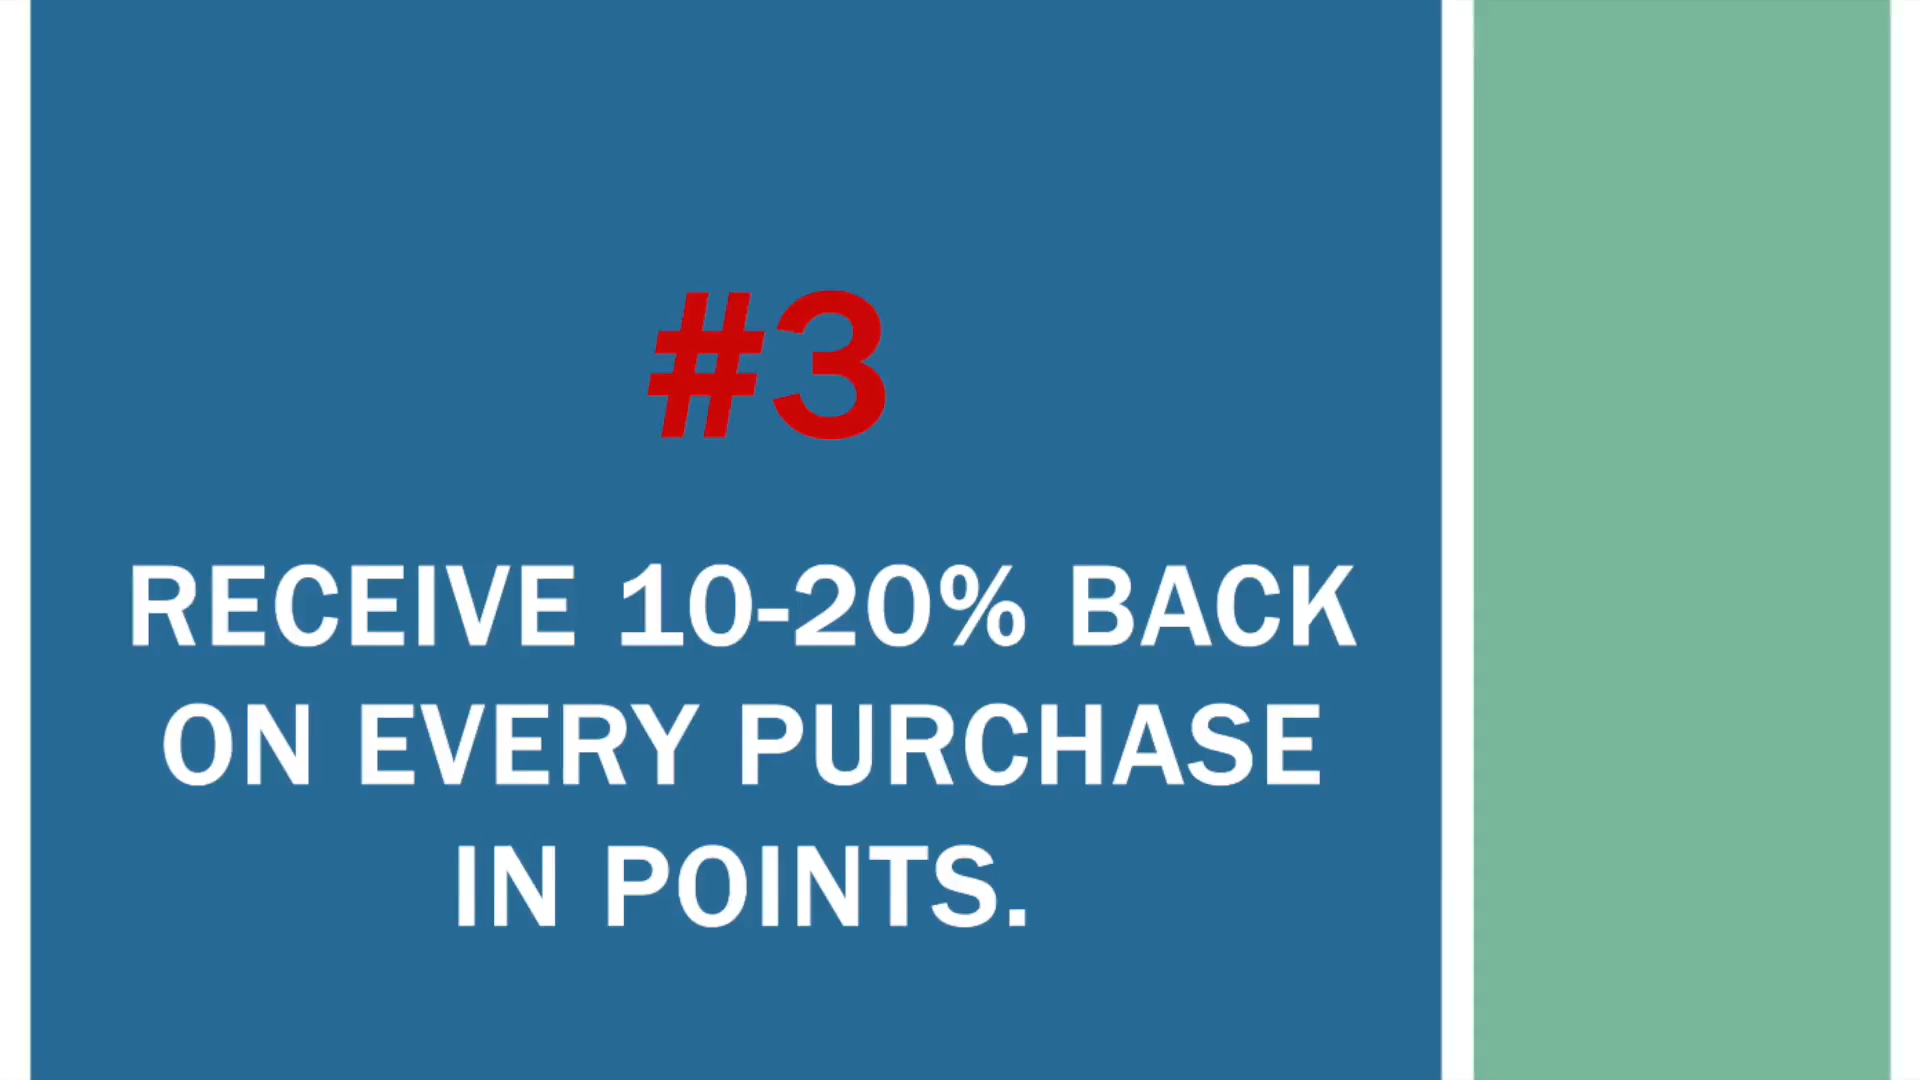 #3
RECEIVE 10-20% BACK
ON EVERY PURCHASE
IN POINTS.